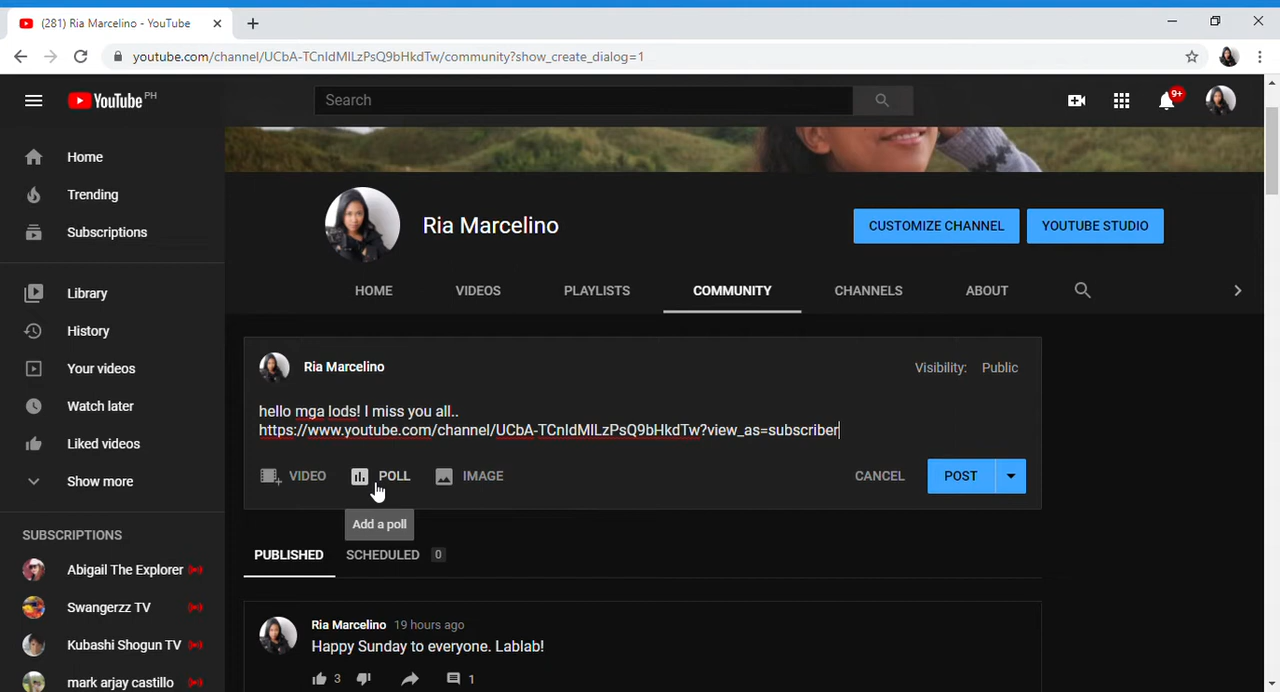 (281) Ria Marcelino - YouTube
youtube.com/channel/UCbA-TCnIdMILzPsQ9bHkdTw/community?show_create_dialog=1
YouTube PH
Search
9+
Home
Trending
Subscriptions
Library
History
Your videos
Watch later
Liked videos
Show more
SUBSCRIPTIONS
Abigail The Explorer
Swangerzz TV
Kubashi Shogun TV
mark arjay castillo
Ria Marcelino
CUSTOMIZE CHANNEL
YOUTUBE STUDIO
HOME VIDEOS PLAYLISTS COMMUNITY CHANNELS ABOUT
Ria Marcelino
Visibility: Public
hello mga lods! I miss you all..
https://www.youtube.com/channel/UCbA-TCnIdMILzPsQ9bHkdTw?view_as=subscriber
VIDEO POLL IMAGE
CANCEL POST
Add a poll
PUBLISHED SCHEDULED 0
Ria Marcelino 19 hours ago
Happy Sunday to everyone. Lablab!
3 1